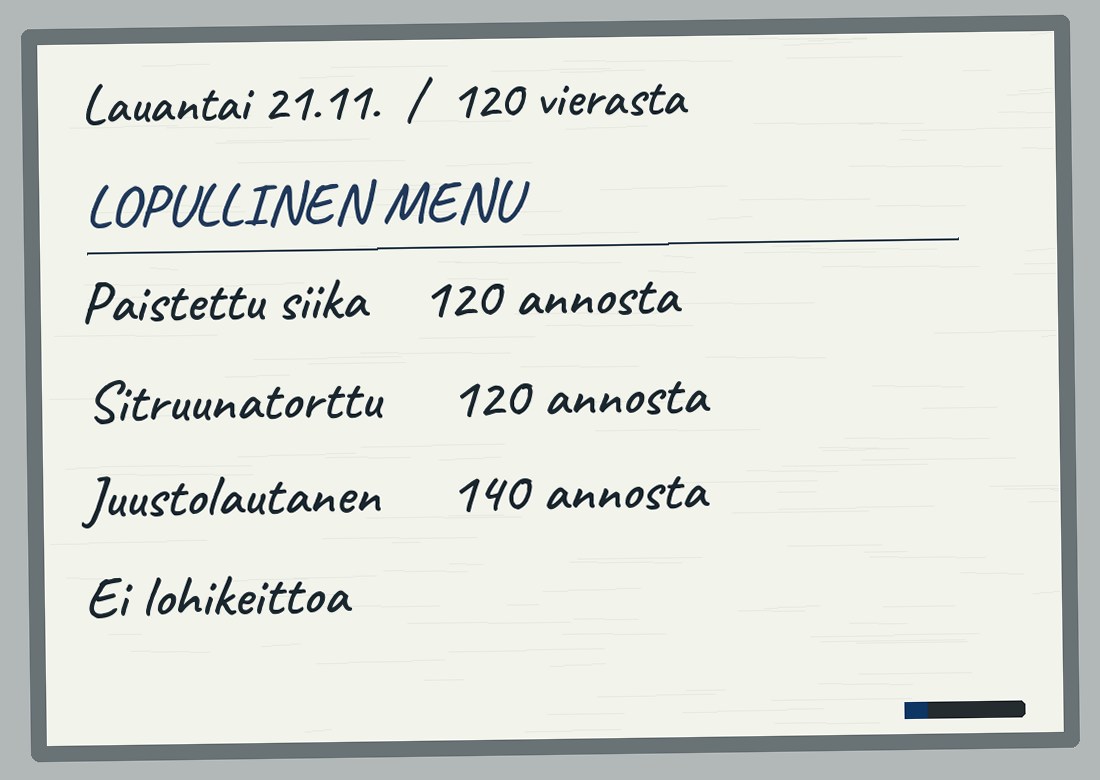 Lauantai 21.11. / 120 vierasta
LOPULLINEN MENU
Paistettu siika 120 annosta
Sitruunatorttu 120 annosta
Juustolautanen 140 annosta
Ei lohikeittoa